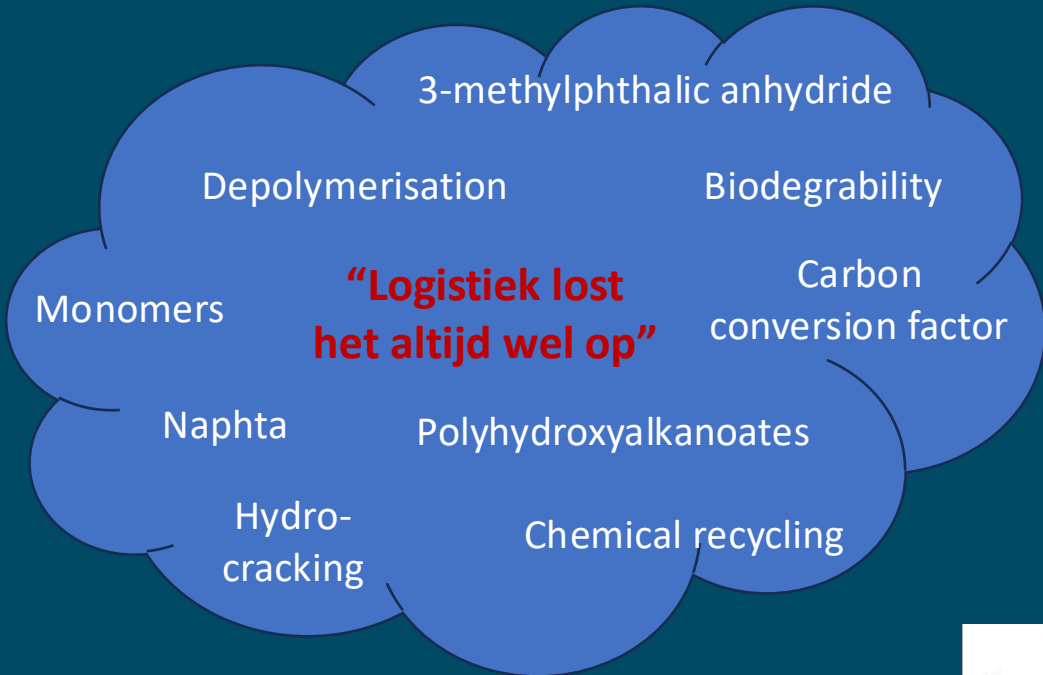 3-methylphthalic anhydride
Depolymerisation
Biodegrability
“Logistiek lost
het altijd wel op”
Carbon
conversion factor
Monomers
Naphta
Polyhydroxyalkanoates
Hydro-
cracking
Chemical recycling